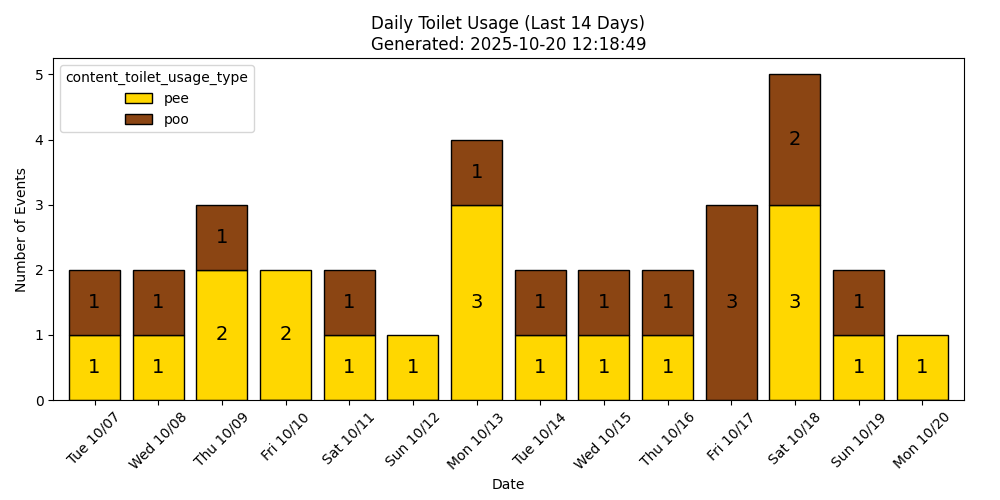 Daily Toilet Usage (Last 14 Days)
Generated: 2025-10-20 12:18:49
content_toilet_usage_type
pee
poo
Number of Events
5
4
3
2
1
0
1
1
1
1
1
2
2
1
1
1
1
3
1
1
1
1
1
1
3
2
3
1
1
1
Tue 10/07
Wed 10/08
Thu 10/09
Fri 10/10
Sat 10/11
Sun 10/12
Mon 10/13
Tue 10/14
Wed 10/15
Thu 10/16
Fri 10/17
Sat 10/18
Sun 10/19
Mon 10/20
Date